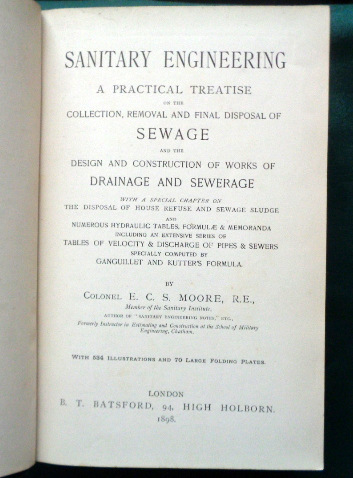 SANITARY ENGINEERING
A PRACTICAL TREATISE
ON THE
COLLECTION, REMOVAL AND FINAL DISPOSAL OF
SEWAGE
AND THE
DESIGN AND CONSTRUCTION OF WORKS OF
DRAINAGE AND SEWERAGE
WITH A SPECIAL CHAPTER ON
THE DISPOSAL OF HOUSE REFUSE AND SEWAGE SLUDGE
AND
NUMEROUS HYDRAULIC TABLES, FORMULÆ & MEMORANDA
INCLUDING AN EXTENSIVE SERIES OF
TABLES OF VELOCITY & DISCHARGE OF PIPES & SEWERS
SPECIALLY COMPUTED BY
GANGUILLET AND KUTTER'S FORMULA.
BY
COLONEL E. C. S. MOORE, R.E.,
Member of the Sanitary Institute,
AUTHOR OF "SANITARY ENGINEERING NOTES," ETC.,
Formerly Instructor in Estimating and Construction at the School of Military
Engineering, Chatham.
WITH 534 ILLUSTRATIONS AND 70 LARGE FOLDING PLATES.
LONDON
B. T. BATSFORD, 94, HIGH HOLBORN.
1898.